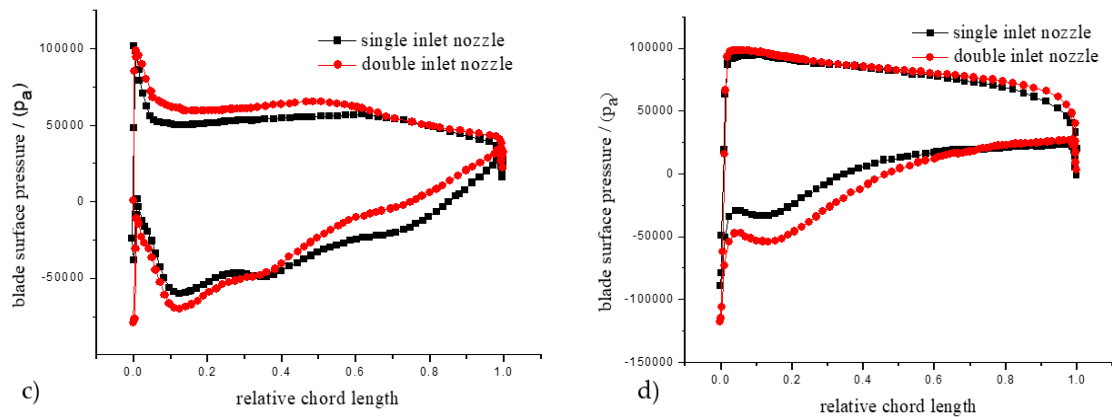 single inlet nozzle
double inlet nozzle
blade surface pressure / (pa)
100000
50000
0
-50000
0.0 0.2 0.4 0.6 0.8 1.0
relative chord length
c)
single inlet nozzle
double inlet nozzle
blade surface pressure / (pa)
100000
50000
0
-50000
-100000
-150000
0.0 0.2 0.4 0.6 0.8 1.0
relative chord length
d)